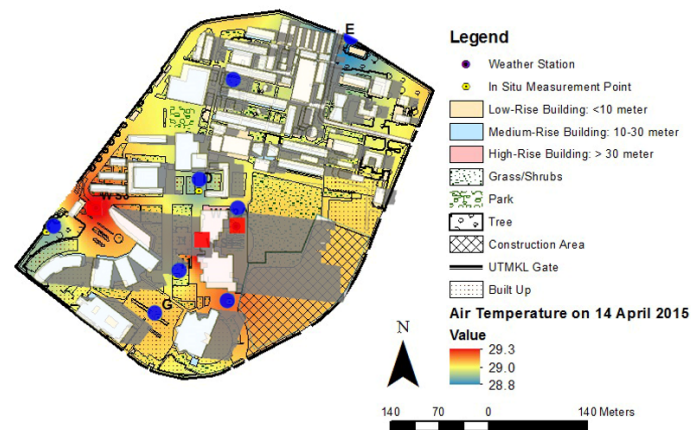 E
G
Legend
Weather Station
In Situ Measurement Point
Low-Rise Building: <10 meter
Medium-Rise Building: 10-30 meter
High-Rise Building: > 30 meter
Grass/Shrubs
Park
Tree
Construction Area
UTMKL Gate
Built Up
Air Temperature on 14 April 2015
Value
29.3
29.0
28.8
N
140 70 0 140 Meters